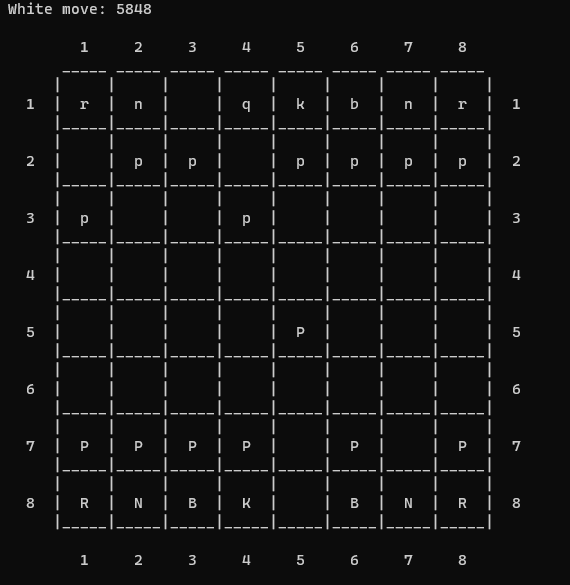 White move: 5848
1 2 3 4 5 6 7 8
1 r n q k b n r 1
2 p p p p p p 2
3 p p 3
4 4
5 P 5
6 6
7 P P P P P P 7
8 R N B K B N R 8
1 2 3 4 5 6 7 8